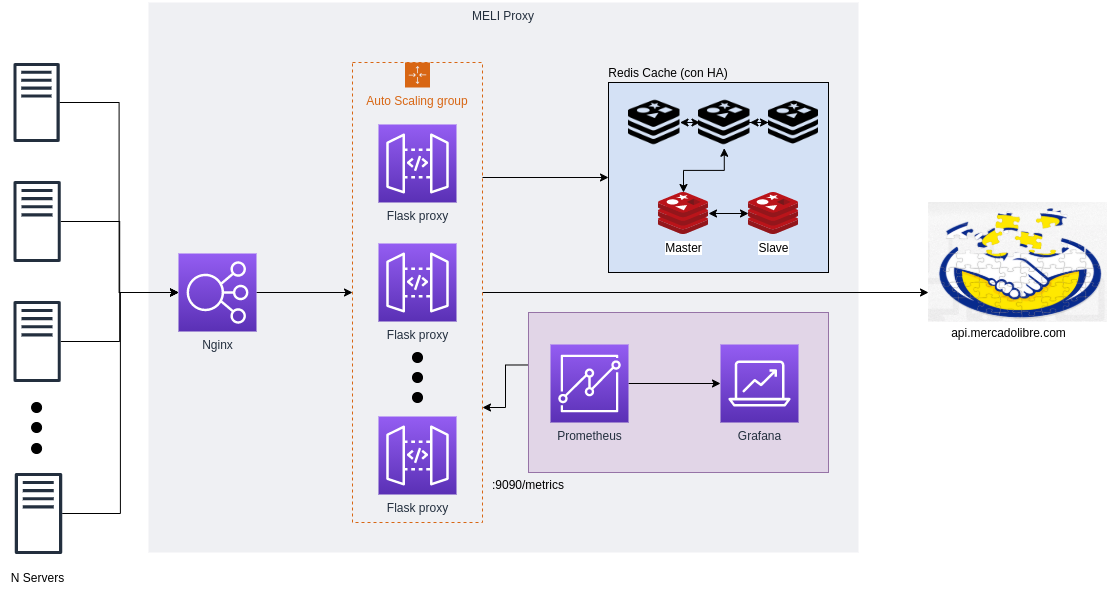 MELI Proxy
Redis Cache (con HA)
Auto Scaling group
Flask proxy
Master
Slave
Flask proxy
Nginx
api.mercadolibre.com
Prometheus
Grafana
:9090/metrics
Flask proxy
N Servers